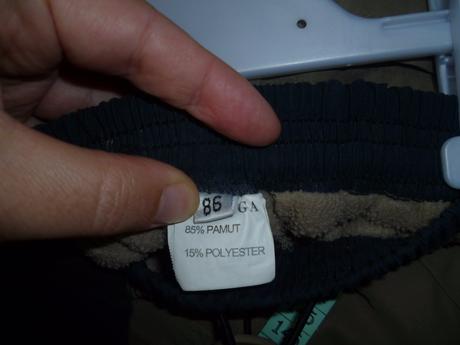 86 GA
85% PAMUT
15% POLYESTER